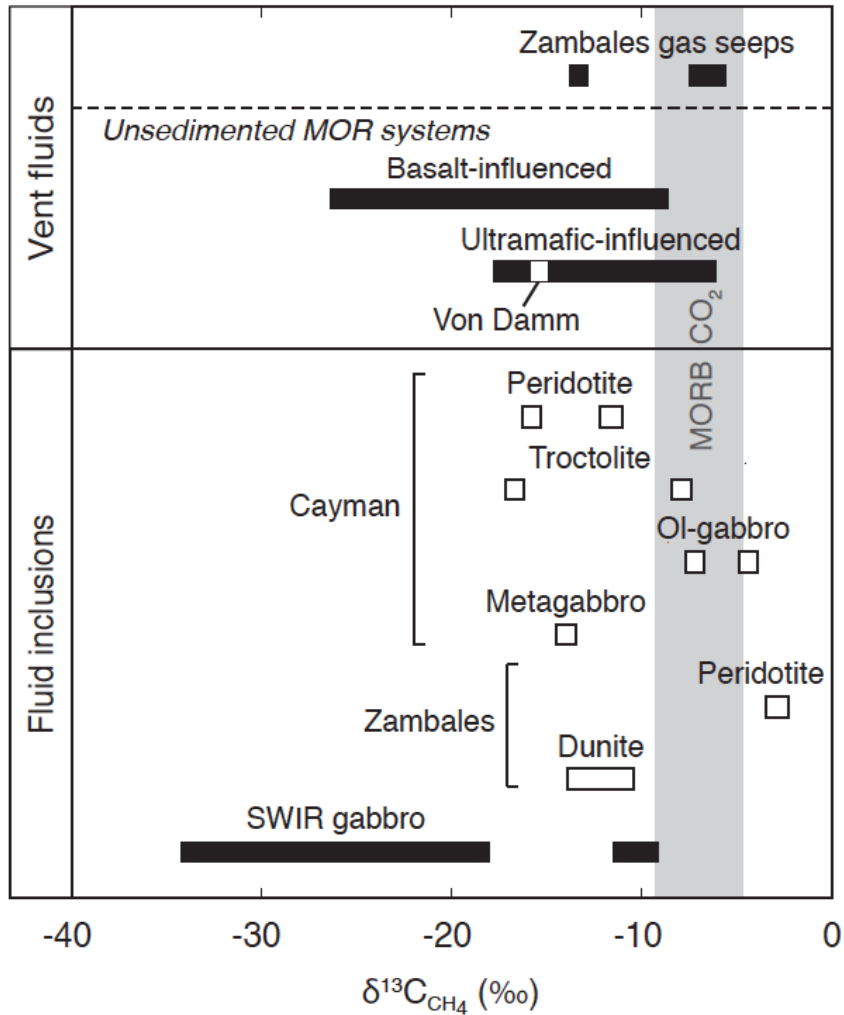 Zambales gas seeps
Vent fluids
Unsedimented MOR systems
Basalt-influenced
Ultramafic-influenced
Von Damm
MORB CO₂
Fluid inclusions
Peridotite
Troctolite
Cayman
Ol-gabbro
Metagabbro
Peridotite
Zambales
Dunite
SWIR gabbro
-40 -30 -20 -10 0
δ¹³C_CH₄ (‰)